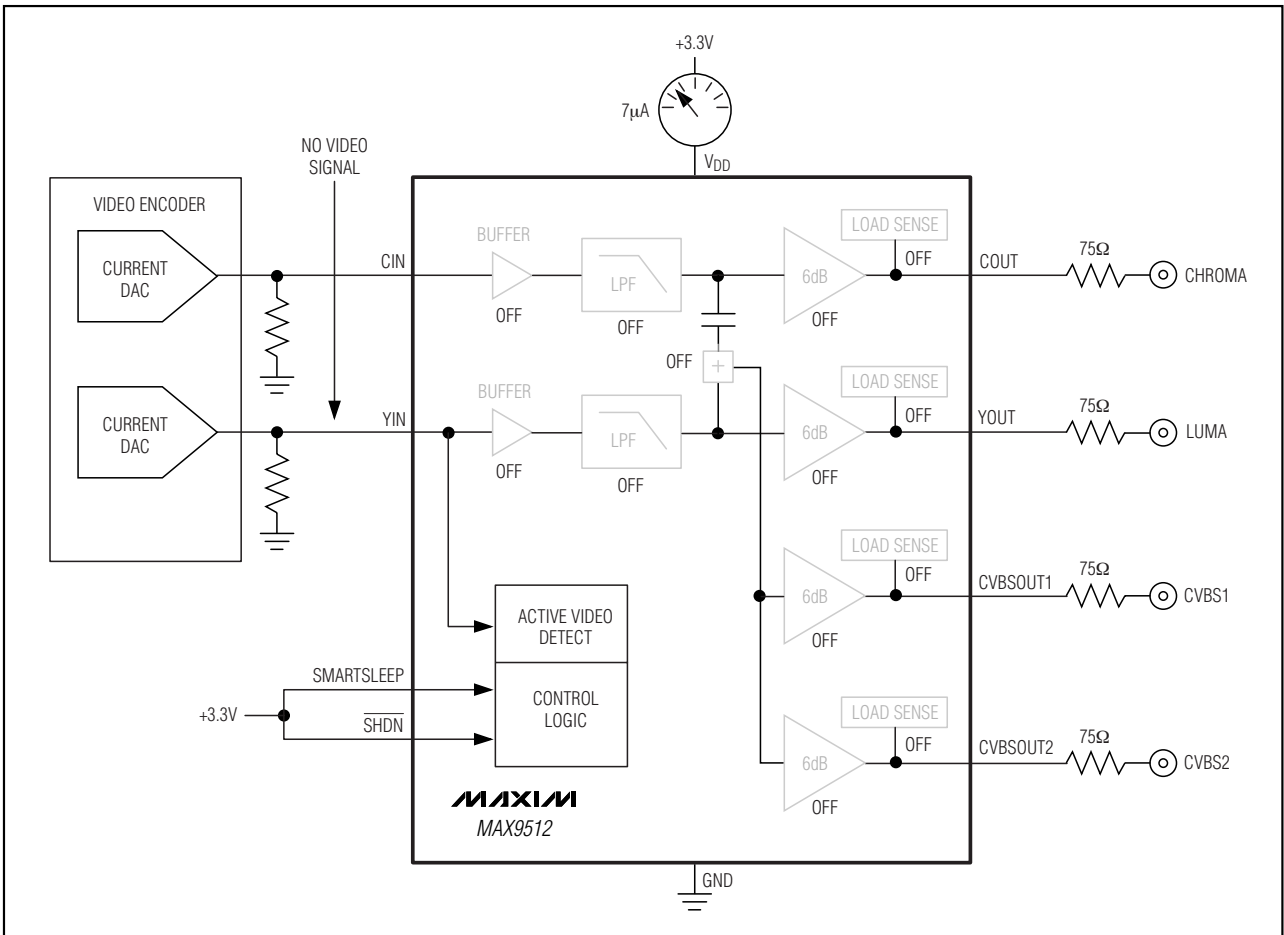 +3.3V
7µA
VDD
NO VIDEO
SIGNAL
VIDEO ENCODER
CURRENT
DAC
CIN
BUFFER
OFF
LPF
OFF
6dB
OFF
LOAD SENSE
OFF
COUT
75Ω
CHROMA
OFF
+
CURRENT
DAC
YIN
BUFFER
OFF
LPF
OFF
6dB
OFF
LOAD SENSE
OFF
YOUT
75Ω
LUMA
6dB
OFF
LOAD SENSE
OFF
CVBSOUT1
75Ω
CVBS1
ACTIVE VIDEO
DETECT
CONTROL
LOGIC
SMARTSLEEP
+3.3V
SHDN
6dB
OFF
LOAD SENSE
OFF
CVBSOUT2
75Ω
CVBS2
MAXIM
MAX9512
GND